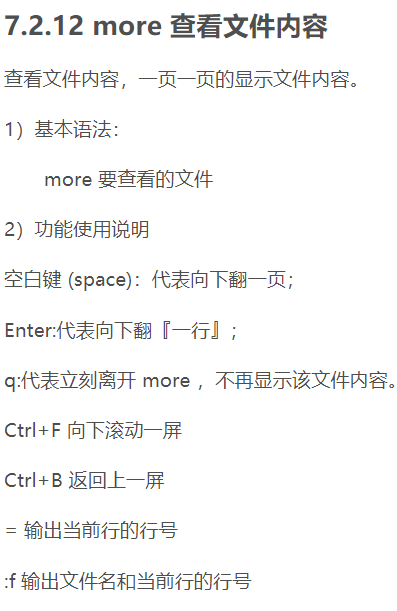 7.2.12 more 查看文件内容
查看文件内容，一页一页的显示文件内容。
1）基本语法：
more 要查看的文件
2）功能使用说明
空白键 (space)：代表向下翻一页；
Enter:代表向下翻『一行』；
q:代表立刻离开 more ，不再显示该文件内容。
Ctrl+F 向下滚动一屏
Ctrl+B 返回上一屏
= 输出当前行的行号
:f 输出文件名和当前行的行号